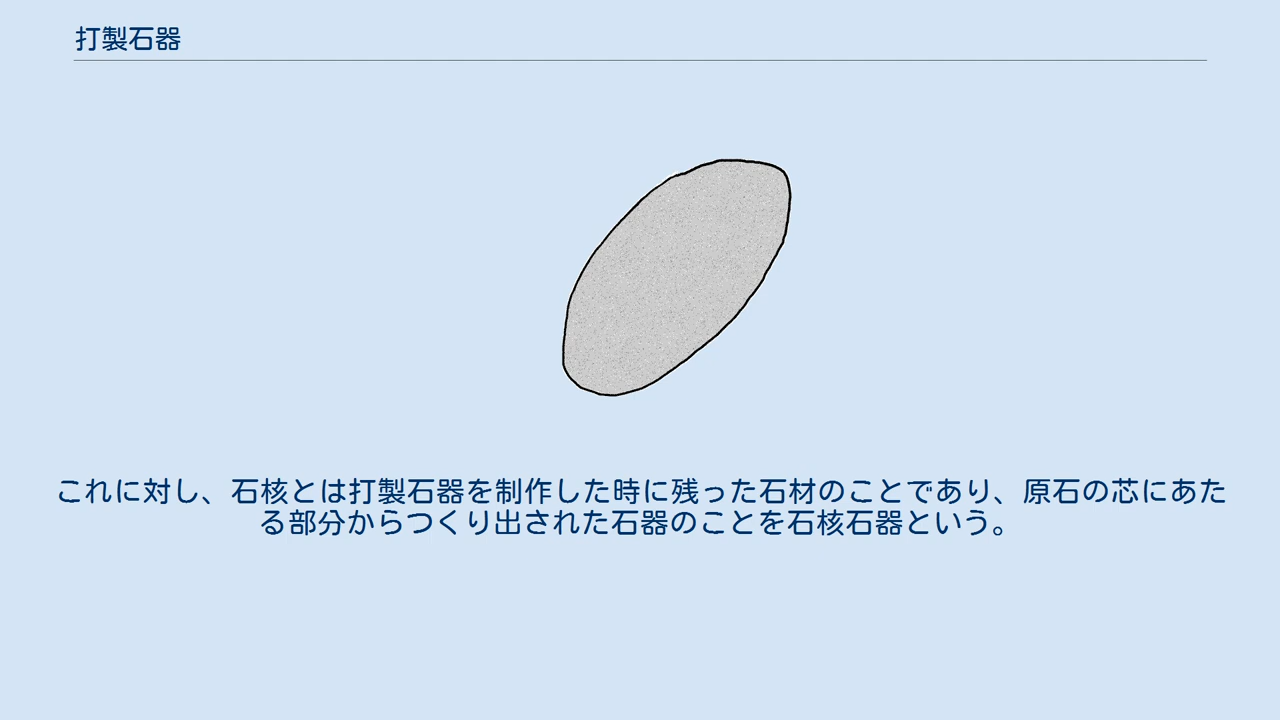 打製石器
これに対し、石核とは打製石器を制作した時に残った石材のことであり、原石の芯にあた
る部分からつくり出された石器のことを石核石器という。